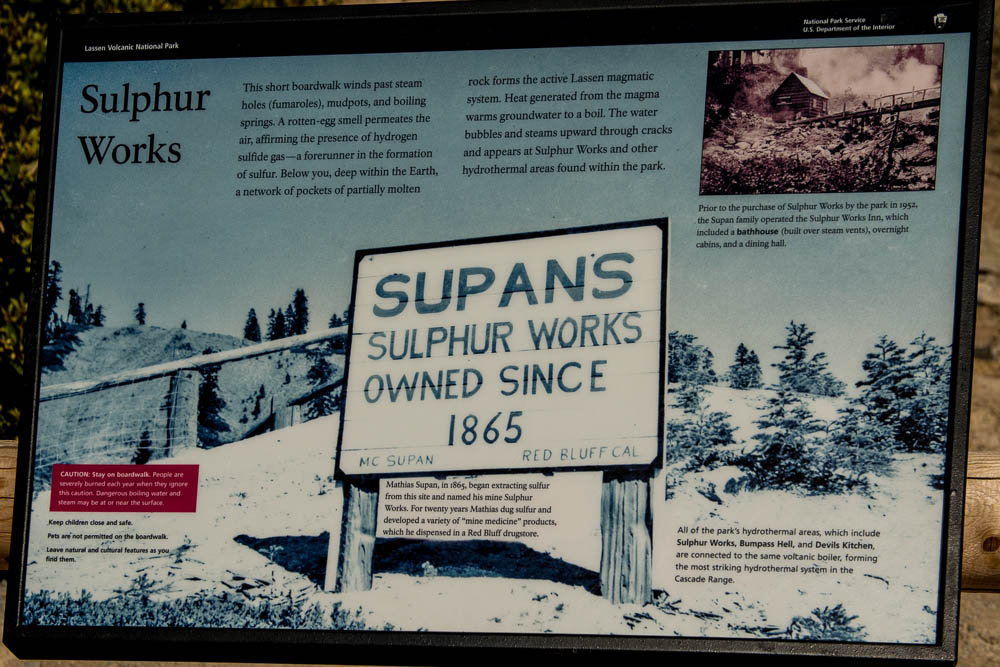 Lassen Volcanic National Park
National Park Service
U.S. Department of the Interior
Sulphur
Works
This short boardwalk winds past steam
holes (fumaroles), mudpots, and boiling
springs. A rotten-egg smell permeates the
air, affirming the presence of hydrogen
sulfide gas—a forerunner in the formation
of sulfur. Below you, deep within the Earth,
a network of pockets of partially molten
rock forms the active Lassen magmatic
system. Heat generated from the magma
warms groundwater to a boil. The water
bubbles and steams upward through cracks
and appears at Sulphur Works and other
hydrothermal areas found within the park.
Prior to the purchase of Sulphur Works by the park in 1952,
the Supan family operated the Sulphur Works Inn, which
included a bathhouse (built over steam vents), overnight
cabins, and a dining hall.
SUPANS
SULPHUR WORKS
OWNED SINCE
1865
MC SUPAN RED BLUFF CAL
CAUTION: Stay on boardwalk. People are
severely burned each year when they ignore
this caution. Dangerous boiling water and
steam may be at or near the surface.
Keep children close and safe.
Pets are not permitted on the boardwalk.
Leave natural and cultural features as you
find them.
Mathias Supan, in 1865, began extracting sulfur
from this site and named his mine Sulphur
Works. For twenty years Mathias dug sulfur and
developed a variety of “mine medicine” products,
which he dispensed in a Red Bluff drugstore.
All of the park's hydrothermal areas, which include
Sulphur Works, Bumpass Hell, and Devils Kitchen,
are connected to the same volcanic boiler, forming
the most striking hydrothermal system in the
Cascade Range.